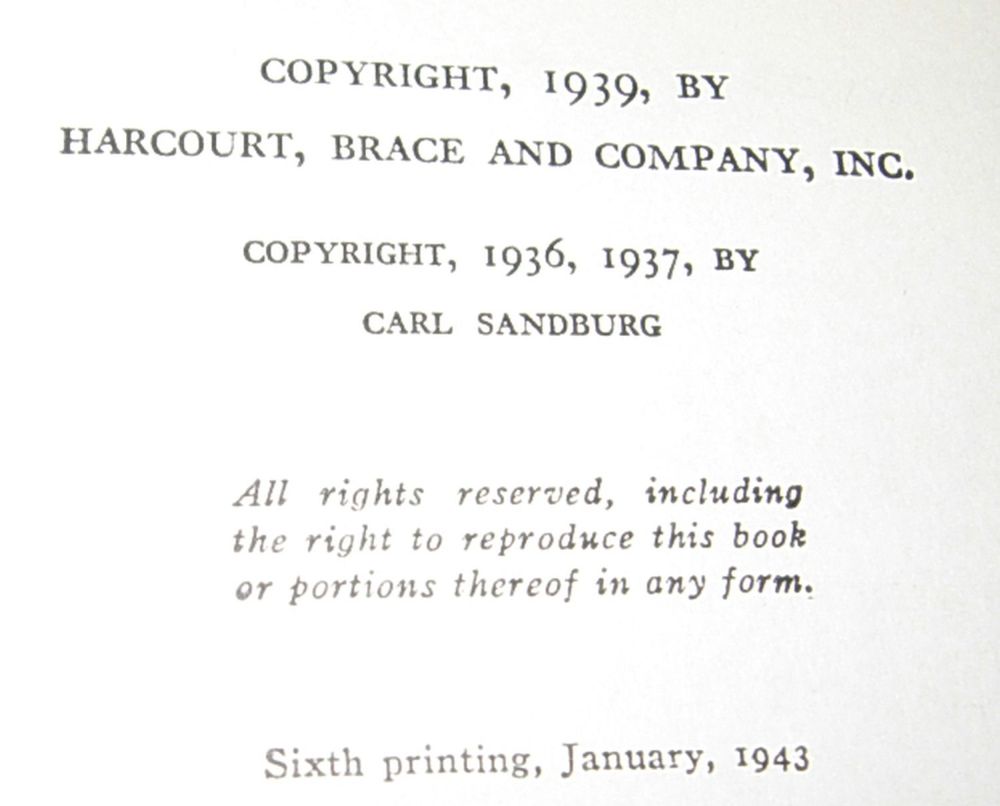 COPYRIGHT, 1939, BY
HARCOURT, BRACE AND COMPANY, INC.
COPYRIGHT, 1936, 1937, BY
CARL SANDBURG
All rights reserved, including
the right to reproduce this book
or portions thereof in any form.
Sixth printing, January, 1943